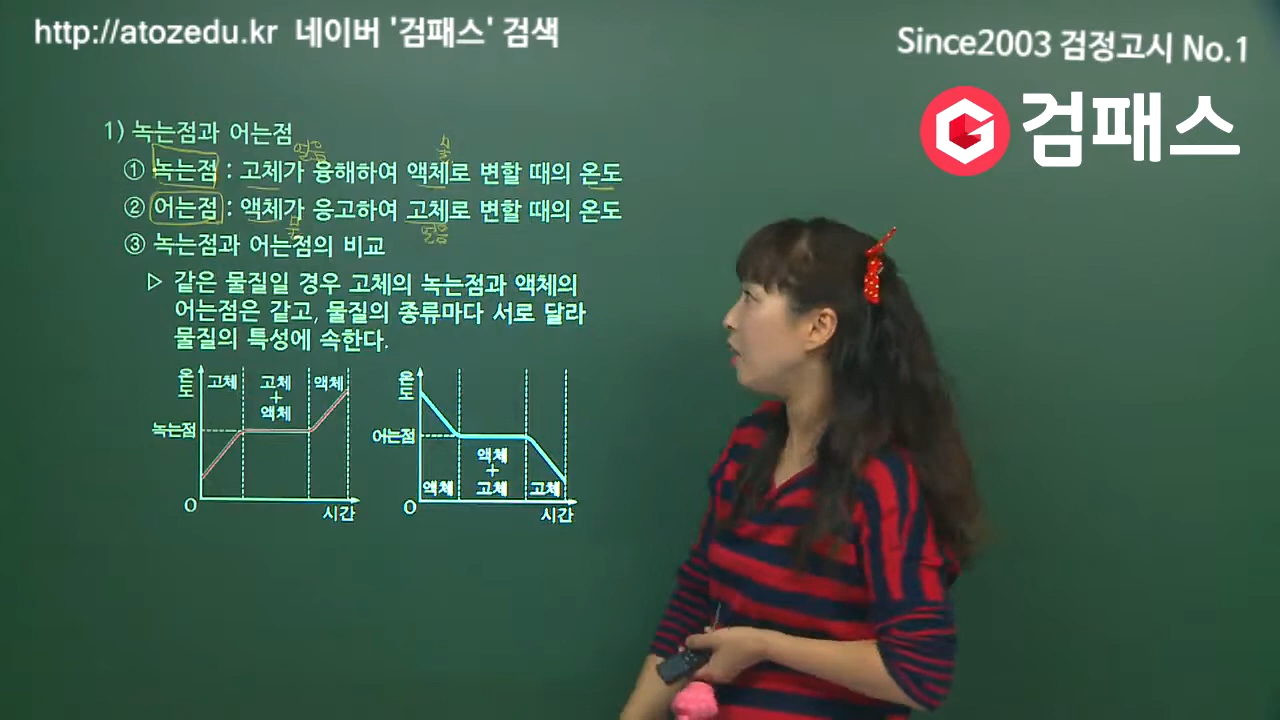 http://atozedu.kr 네이버 '검패스' 검색
Since2003 검정고시 No.1
검패스
1) 녹는점과 어는점
얼음 물
① 녹는점 : 고체가 융해하여 액체로 변할 때의 온도
② 어는점 : 액체가 응고하여 고체로 변할 때의 온도
물 얼음
③ 녹는점과 어는점의 비교
▷ 같은 물질일 경우 고체의 녹는점과 액체의
어는점은 같고, 물질의 종류마다 서로 달라
물질의 특성에 속한다.
온도
고체
고체
+
액체
액체
녹는점
O
시간
온도
어는점
액체
액체
+
고체
고체
O
시간